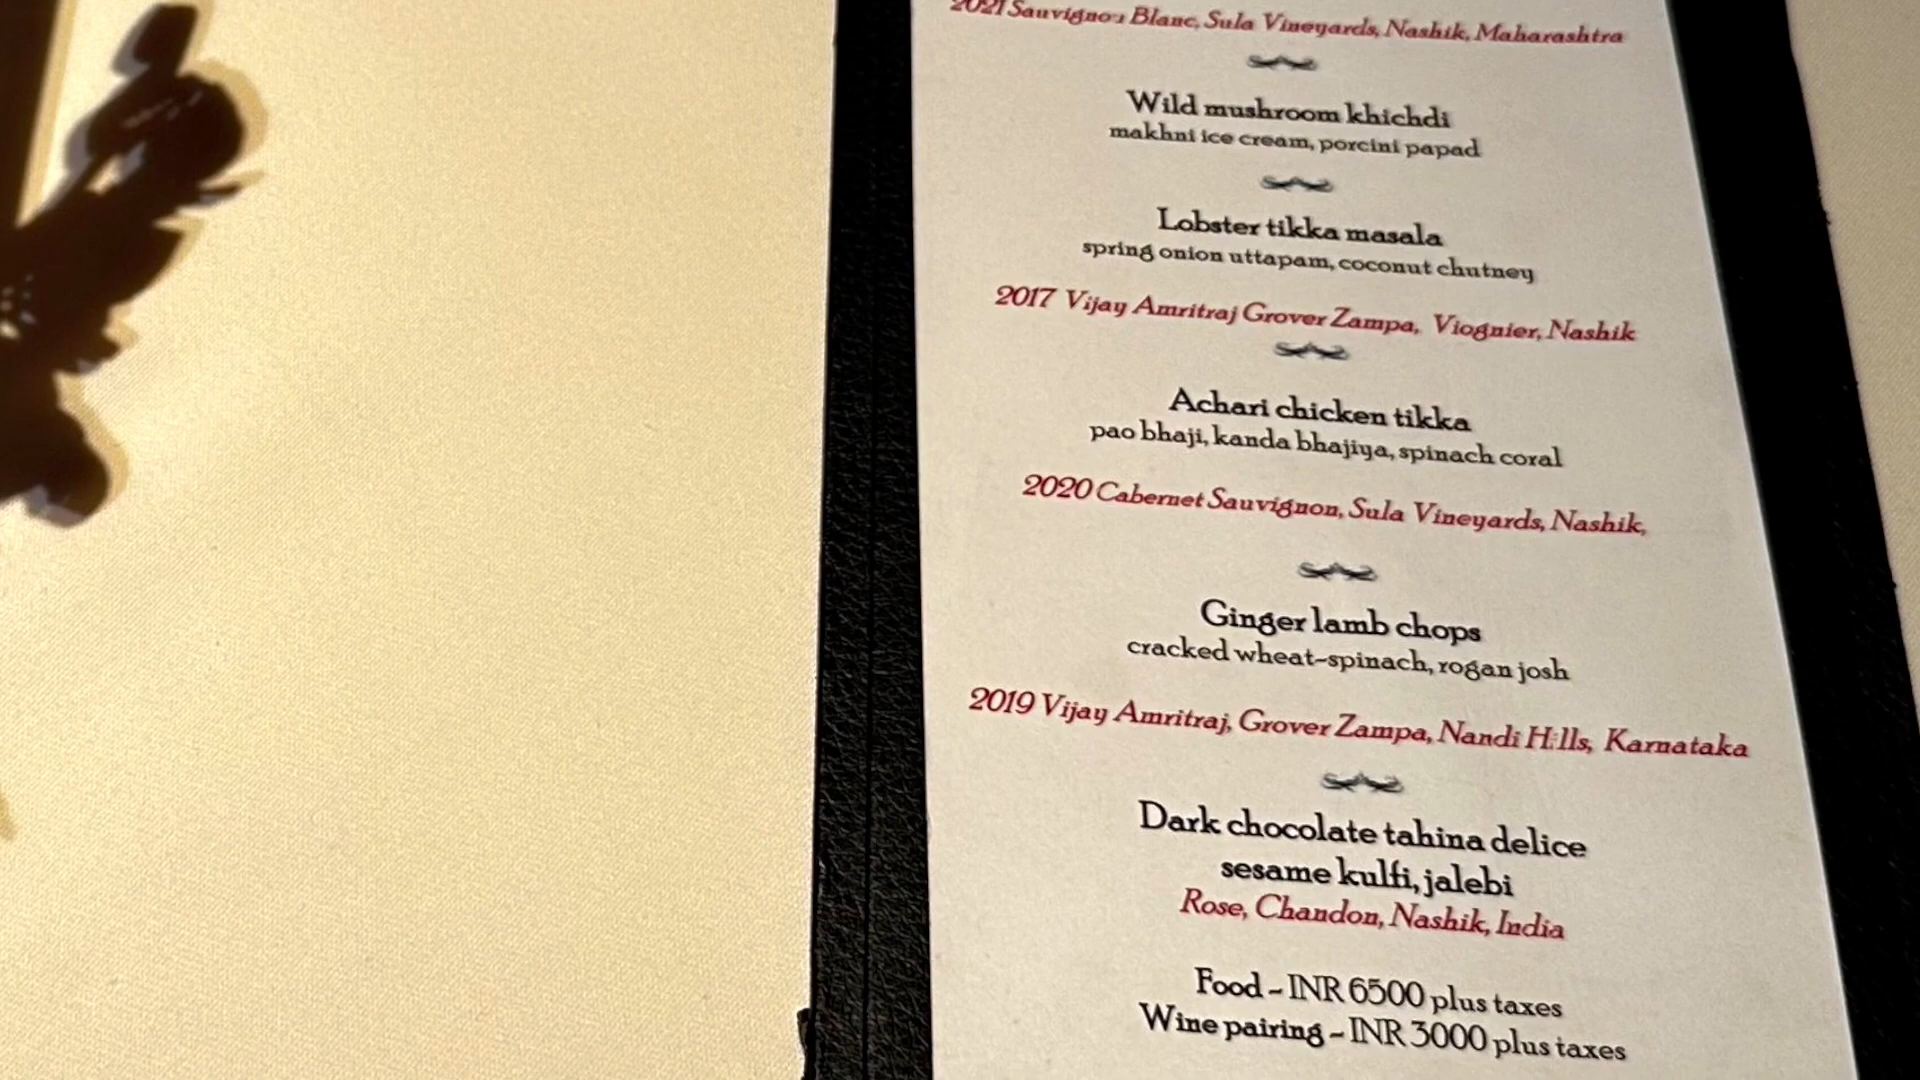 2021 Sauvignon Blanc, Sula Vineyards, Nashik, Maharashtra
Wild mushroom khichdi
makhni ice cream, porcini papad
Lobster tikka masala
spring onion uttapam, coconut chutney
2017 Vijay Amritraj Grover Zampa, Viognier, Nashik
Achari chicken tikka
pao bhaji, kanda bhajiya, spinach coral
2020 Cabernet Sauvignon, Sula Vineyards, Nashik,
Ginger lamb chops
cracked wheat-spinach, rogan josh
2019 Vijay Amritraj, Grover Zampa, Nandi Hills, Karnataka
Dark chocolate tahina delice
sesame kulfi, jalebi
Rose, Chandon, Nashik, India
Food - INR 6500 plus taxes
Wine pairing - INR 3000 plus taxes